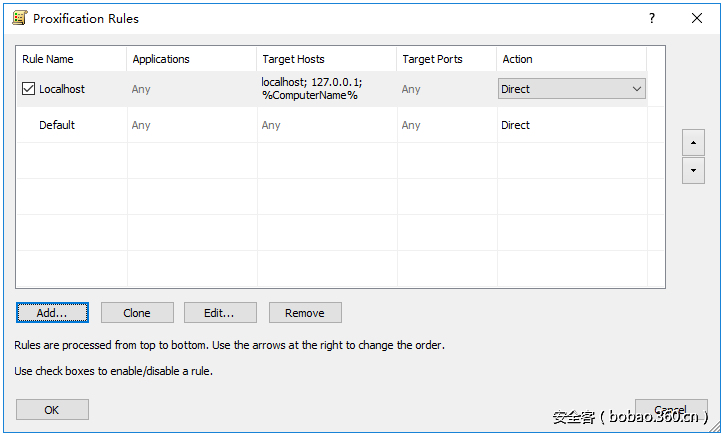 Proxification Rules
Rule Name Applications Target Hosts Target Ports Action
Localhost Any localhost; 127.0.0.1; %ComputerName% Any Direct
Default Any Any Any Direct
Add... Clone Edit... Remove
Rules are processed from top to bottom. Use the arrows at the right to change the order.
Use check boxes to enable/disable a rule.
OK Cancel
安全客 ( bobao.360.cn )